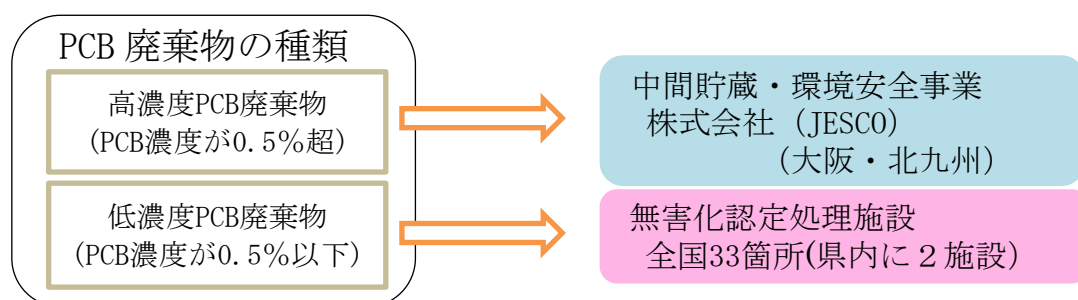 PCB 廃棄物の種類
高濃度PCB廃棄物
(PCB濃度が0.5%超)
中間貯蔵・環境安全事業
株式会社（JESCO）
（大阪・北九州）
低濃度PCB廃棄物
(PCB濃度が0.5%以下)
無害化認定処理施設
全国33箇所(県内に２施設）